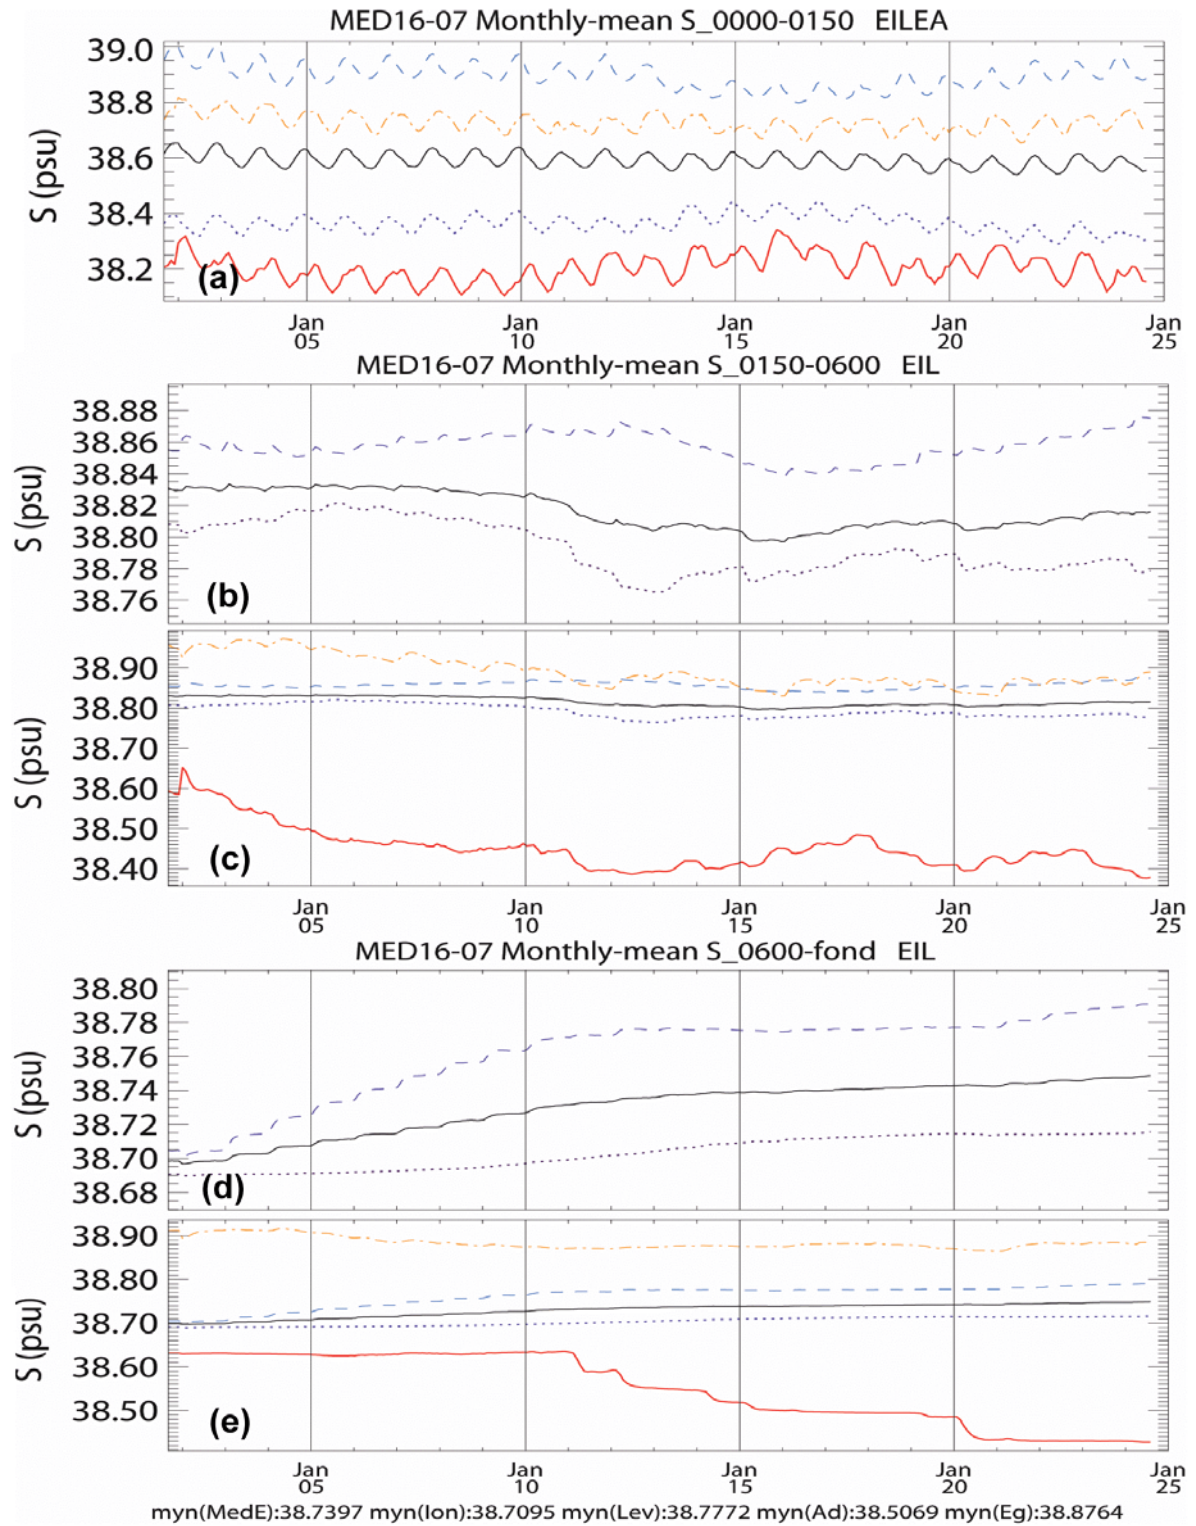 MED16-07 Monthly-mean S_0000-0150 EILEA
39.0
38.8
38.6
38.4
38.2
S (psu)
(a)
Jan Jan Jan Jan Jan
05 10 15 20 25
MED16-07 Monthly-mean S_0150-0600 EIL
38.88
38.86
38.84
38.82
38.80
38.78
38.76
S (psu)
(b)
38.90
38.80
38.70
38.60
38.50
38.40
S (psu)
(c)
Jan Jan Jan Jan Jan
05 10 15 20 25
MED16-07 Monthly-mean S_0600-fond EIL
38.80
38.78
38.76
38.74
38.72
38.70
38.68
S (psu)
(d)
38.90
38.80
38.70
38.60
38.50
S (psu)
(e)
Jan Jan Jan Jan Jan
05 10 15 20 25
myn(MedE):38.7397 myn(Ion):38.7095 myn(Lev):38.7772 myn(Ad):38.5069 myn(Eg):38.8764